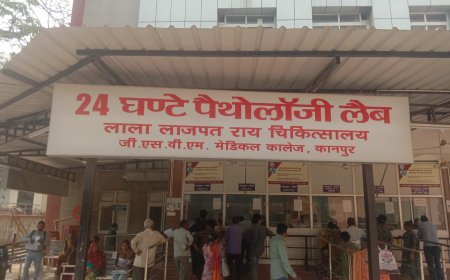 24 घण्टे पैथोलॉजी लैब
लाला लाजपत राय चिकित्सालय
जी.एस.वी.एम. मेडिकल कालेज, कानपुर